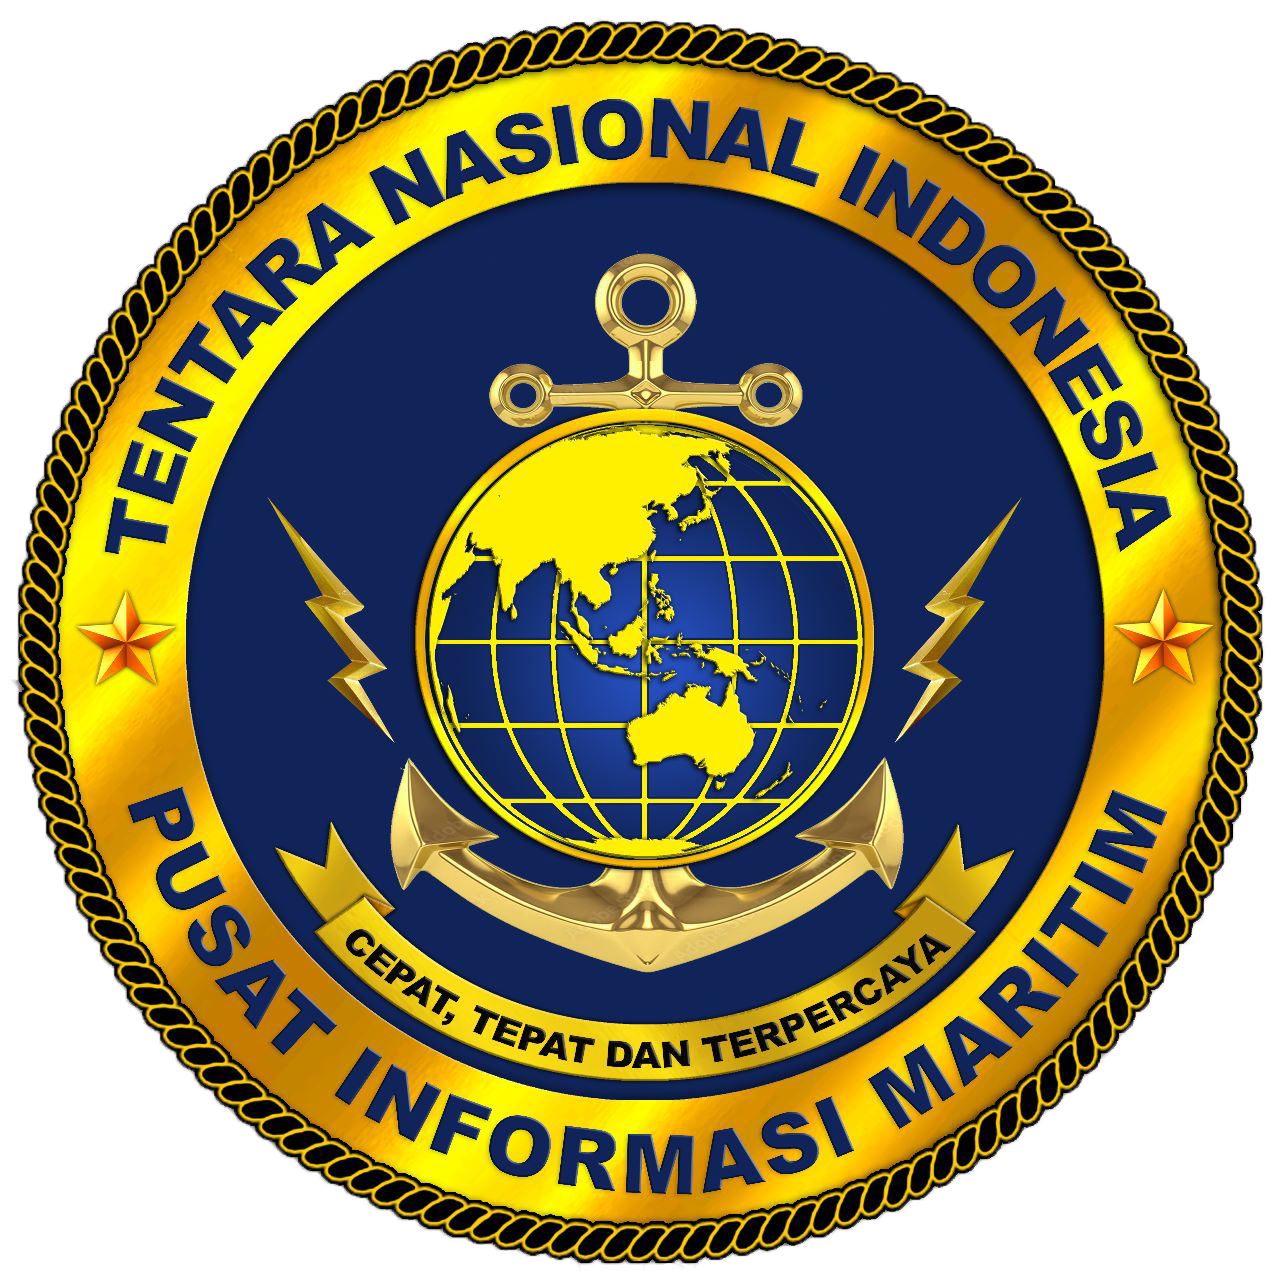 TENTARA NASIONAL INDONESIA
CEPAT, TEPAT DAN TERPERCAYA
PUSAT INFORMASI MARITIM